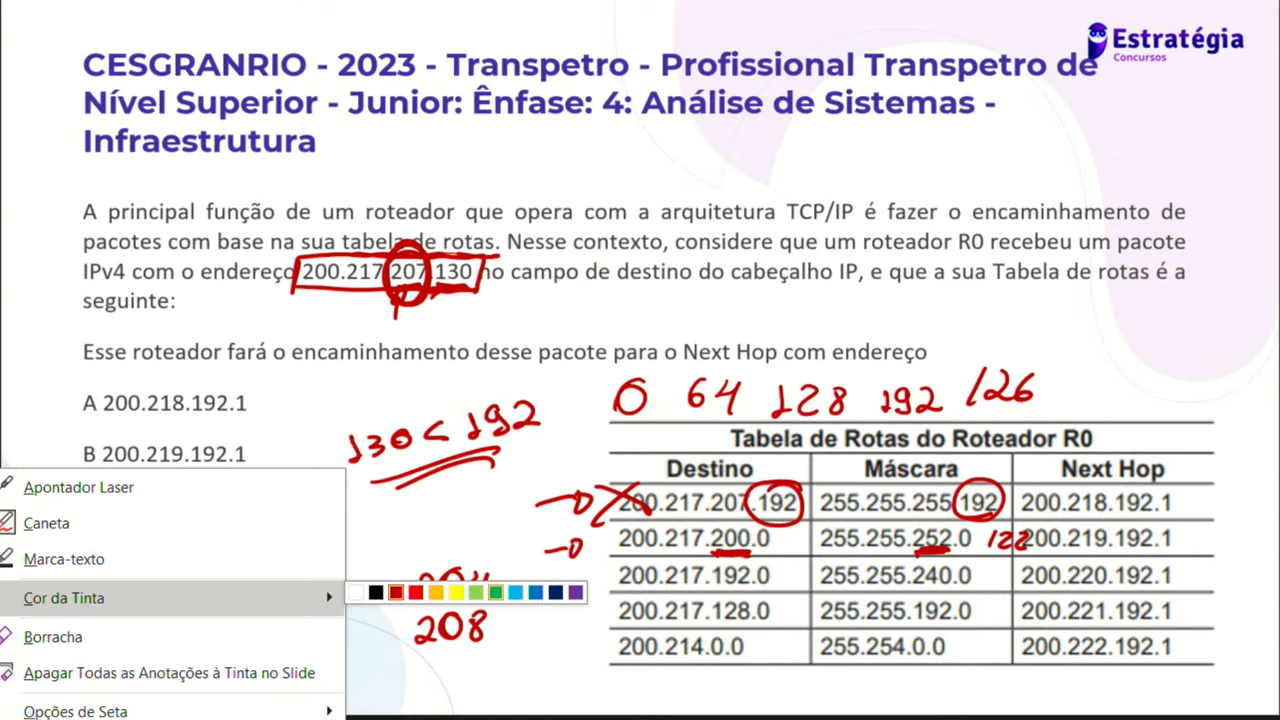 Estratégia
Concursos
CESGRANRIO - 2023 - Transpetro - Profissional Transpetro de
Nível Superior - Junior: Ênfase: 4: Análise de Sistemas -
Infraestrutura
A principal função de um roteador que opera com a arquitetura TCP/IP é fazer o encaminhamento de
pacotes com base na sua tabela de rotas. Nesse contexto, considere que um roteador R0 recebeu um pacote
IPv4 com o endereço 200.217.207.130 no campo de destino do cabeçalho IP, e que a sua Tabela de rotas é a
seguinte:
Esse roteador fará o encaminhamento desse pacote para o Next Hop com endereço
0 64 128 192 /26
A 200.218.192.1
130 < 192
B 200.219.192.1
Tabela de Rotas do Roteador R0
Destino Máscara Next Hop
200.217.207.192 255.255.255.192 200.218.192.1
200.217.200.0 255.255.252.0 /22 200.219.192.1
200.217.192.0 255.255.240.0 200.220.192.1
200.217.128.0 255.255.192.0 200.221.192.1
200.214.0.0 255.254.0.0 200.222.192.1
208
Apontador Laser
Caneta
Marca-texto
Cor da Tinta
Borracha
Apagar Todas as Anotações à Tinta no Slide
Opções de Seta